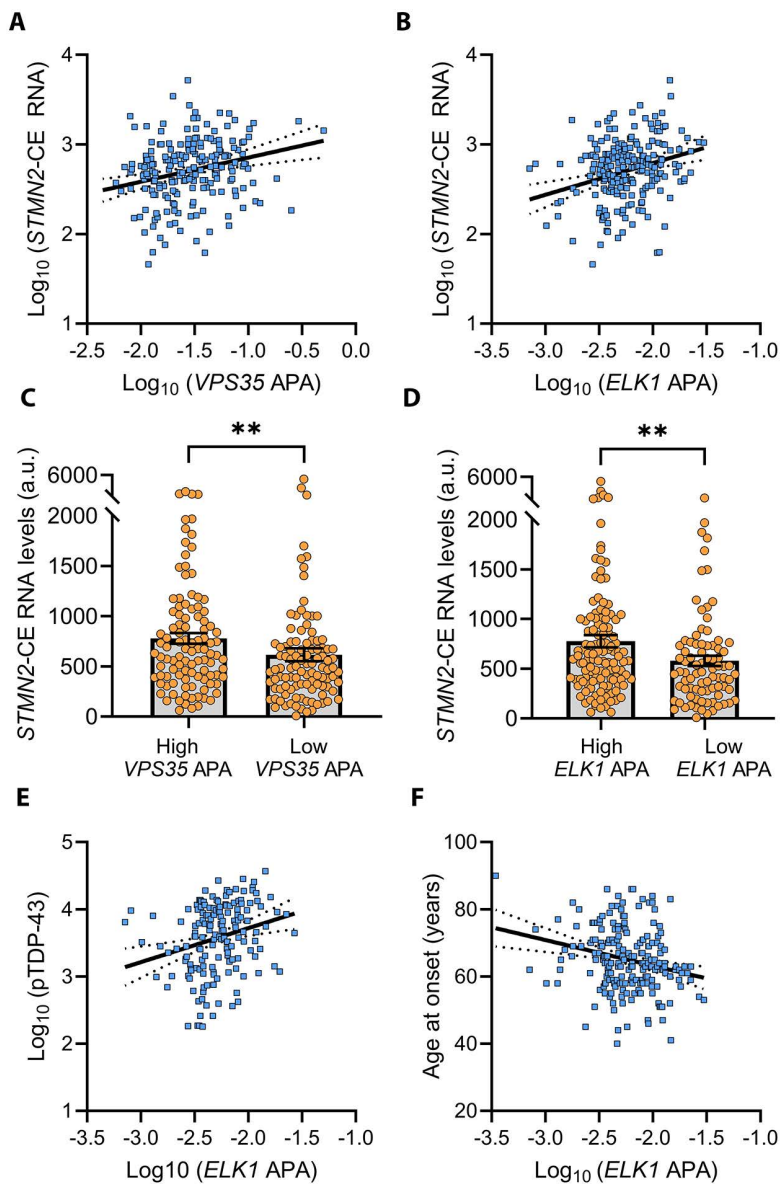 A
B
4
3
2
1
Log10 (STMN2-CE RNA)
-2.5 -2.0 -1.5 -1.0 -0.5 0.0
Log10 (VPS35 APA)
4
3
2
1
Log10 (STMN2-CE RNA)
-3.5 -3.0 -2.5 -2.0 -1.5 -1.0
Log10 (ELK1 APA)
C
D
**
6000
2000
1500
1000
500
0
STMN2-CE RNA levels (a.u.)
High Low
VPS35 APA VPS35 APA
**
6000
2000
1500
1000
500
0
STMN2-CE RNA levels (a.u.)
High Low
ELK1 APA ELK1 APA
E
F
5
4
3
2
1
Log10 (pTDP-43)
-3.5 -3.0 -2.5 -2.0 -1.5 -1.0
Log10 (ELK1 APA)
100
80
60
40
20
Age at onset (years)
-3.5 -3.0 -2.5 -2.0 -1.5 -1.0
Log10 (ELK1 APA)